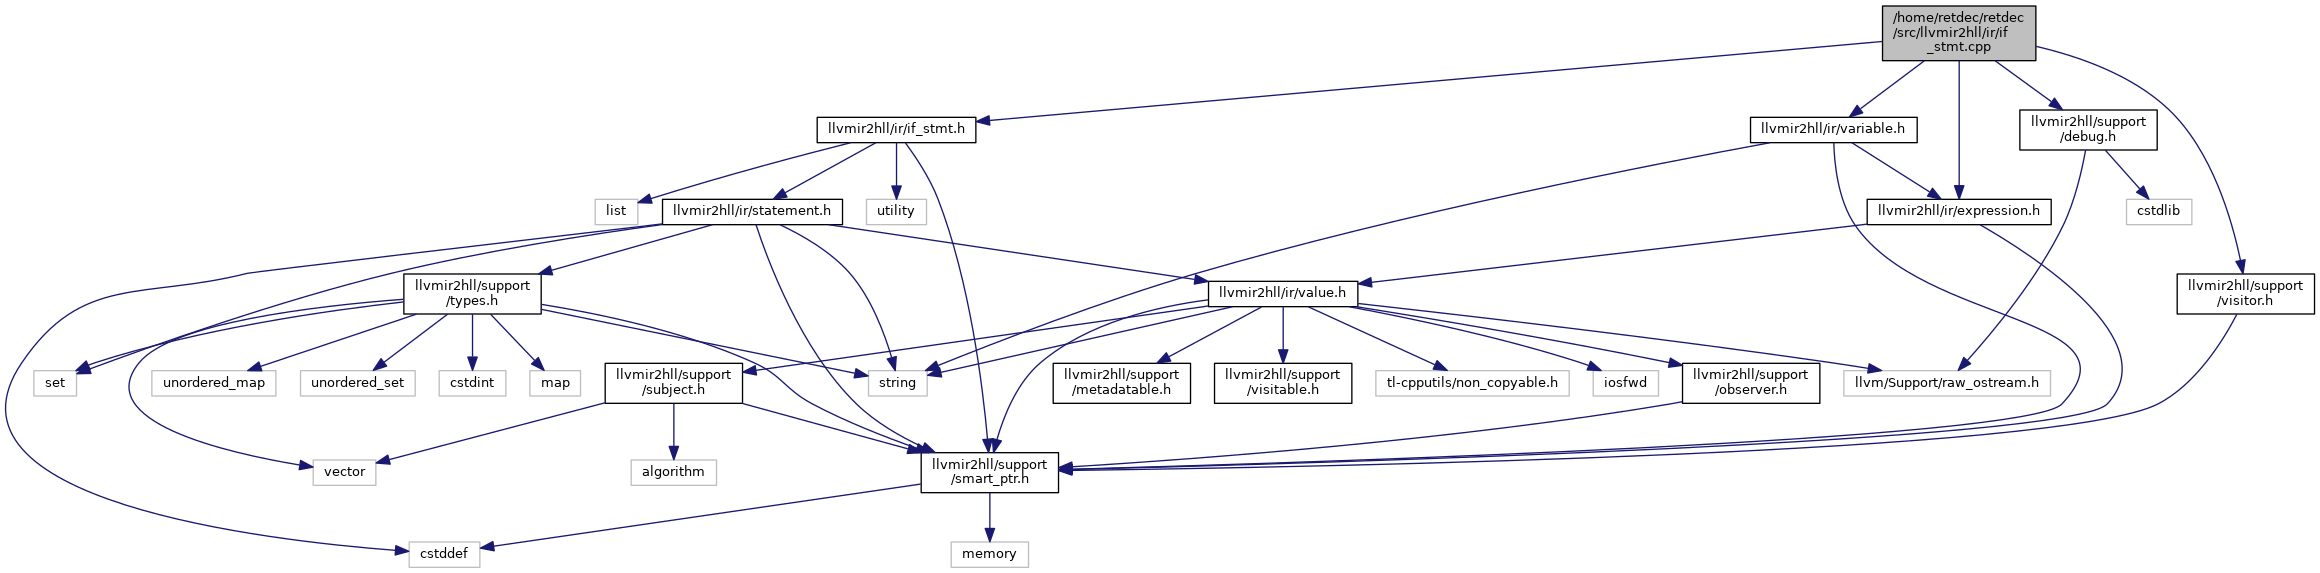 /home/retdec/retdec
/src/llvmir2hll/ir/if
_stmt.cpp
llvmir2hll/ir/if_stmt.h
llvmir2hll/ir/variable.h
llvmir2hll/support
/debug.h
list
llvmir2hll/ir/statement.h
utility
llvmir2hll/ir/expression.h
cstdlib
llvmir2hll/support
/types.h
llvmir2hll/ir/value.h
llvmir2hll/support
/visitor.h
set
unordered_map
unordered_set
cstdint
map
llvmir2hll/support
/subject.h
string
llvmir2hll/support
/metadatable.h
llvmir2hll/support
/visitable.h
tl-cpputils/non_copyable.h
iosfwd
llvmir2hll/support
/observer.h
llvm/Support/raw_ostream.h
vector
algorithm
llvmir2hll/support
/smart_ptr.h
cstddef
memory